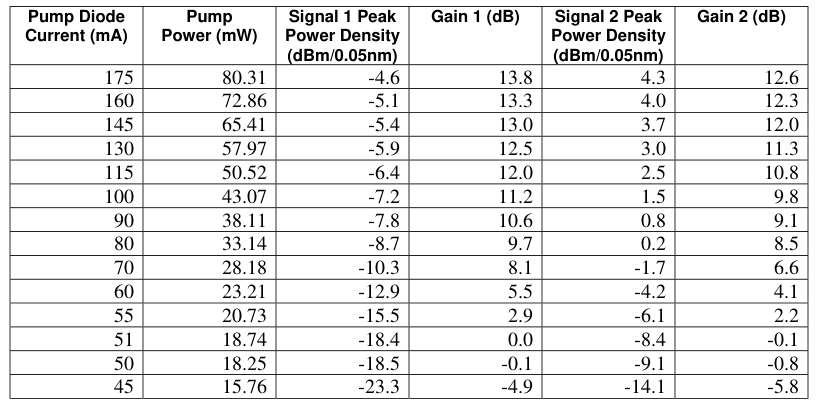 Pump Diode Current (mA) Pump Power (mW) Signal 1 Peak Power Density (dBm/0.05nm) Gain 1 (dB) Signal 2 Peak Power Density (dBm/0.05nm) Gain 2 (dB)
175 80.31 -4.6 13.8 4.3 12.6
160 72.86 -5.1 13.3 4.0 12.3
145 65.41 -5.4 13.0 3.7 12.0
130 57.97 -5.9 12.5 3.0 11.3
115 50.52 -6.4 12.0 2.5 10.8
100 43.07 -7.2 11.2 1.5 9.8
90 38.11 -7.8 10.6 0.8 9.1
80 33.14 -8.7 9.7 0.2 8.5
70 28.18 -10.3 8.1 -1.7 6.6
60 23.21 -12.9 5.5 -4.2 4.1
55 20.73 -15.5 2.9 -6.1 2.2
51 18.74 -18.4 0.0 -8.4 -0.1
50 18.25 -18.5 -0.1 -9.1 -0.8
45 15.76 -23.3 -4.9 -14.1 -5.8